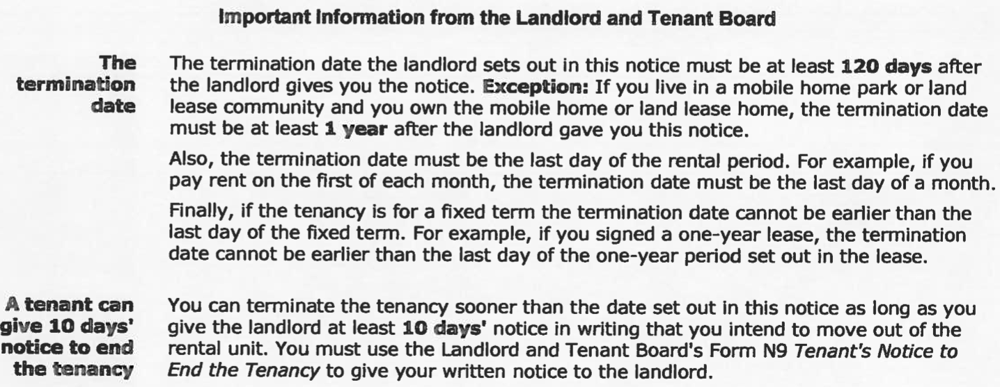 Important Information from the Landlord and Tenant Board
The
termination
date
The termination date the landlord sets out in this notice must be at least 120 days after
the landlord gives you the notice. Exception: If you live in a mobile home park or land
lease community and you own the mobile home or land lease home, the termination date
must be at least 1 year after the landlord gave you this notice.
Also, the termination date must be the last day of the rental period. For example, if you
pay rent on the first of each month, the termination date must be the last day of a month.
Finally, if the tenancy is for a fixed term the termination date cannot be earlier than the
last day of the fixed term. For example, if you signed a one-year lease, the termination
date cannot be earlier than the last day of the one-year period set out in the lease.
A tenant can
give 10 days'
notice to end
the tenancy
You can terminate the tenancy sooner than the date set out in this notice as long as you
give the landlord at least 10 days' notice in writing that you intend to move out of the
rental unit. You must use the Landlord and Tenant Board's Form N9 Tenant's Notice to
End the Tenancy to give your written notice to the landlord.